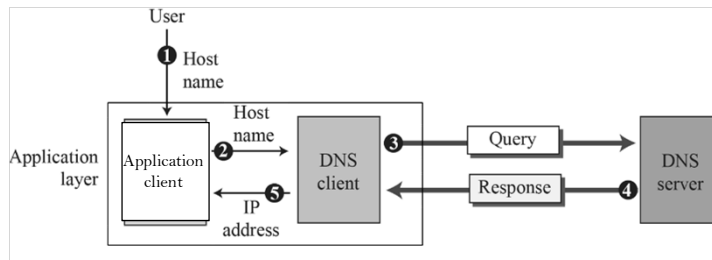 User
1
Host
name
Application
layer
Application
client
Host
name
2
5
IP
address
DNS
client
3
Query
Response
4
DNS
server